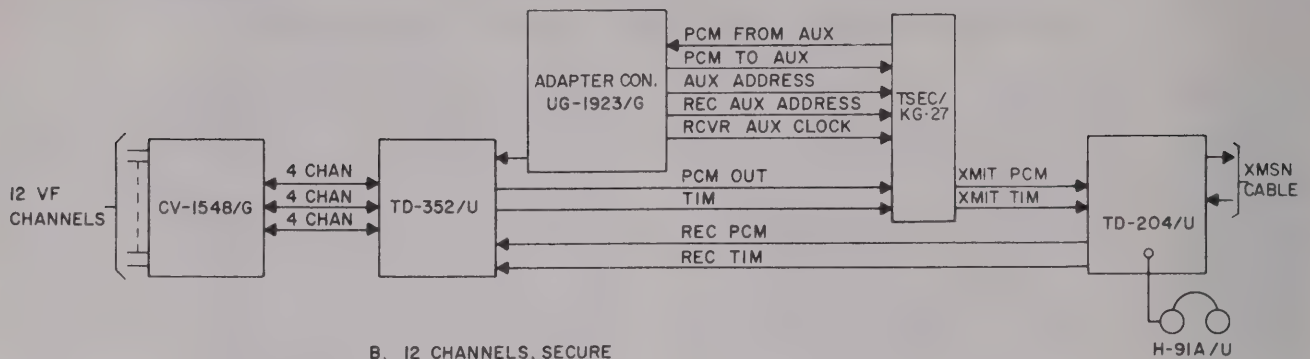 PCM FROM AUX
PCM TO AUX
AUX ADDRESS
REC AUX ADDRESS
RCVR AUX CLOCK
ADAPTER CON.
UG-1923/G
TSEC/
KG-27
12 VF
CHANNELS
CV-1548/G
4 CHAN
4 CHAN
4 CHAN
TD-352/U
PCM OUT
TIM
XMIT PCM
XMIT TIM
REC PCM
REC TIM
TD-204/U
XMSN
CABLE
H-91A/U
B. 12 CHANNELS, SECURE